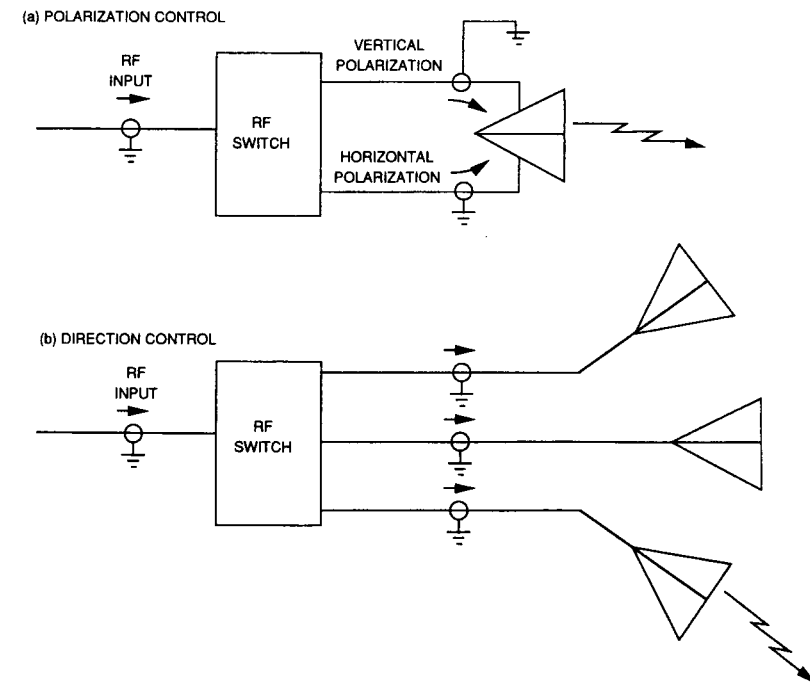 (a) POLARIZATION CONTROL
RF
INPUT
RF
SWITCH
VERTICAL
POLARIZATION
HORIZONTAL
POLARIZATION
(b) DIRECTION CONTROL
RF
INPUT
RF
SWITCH